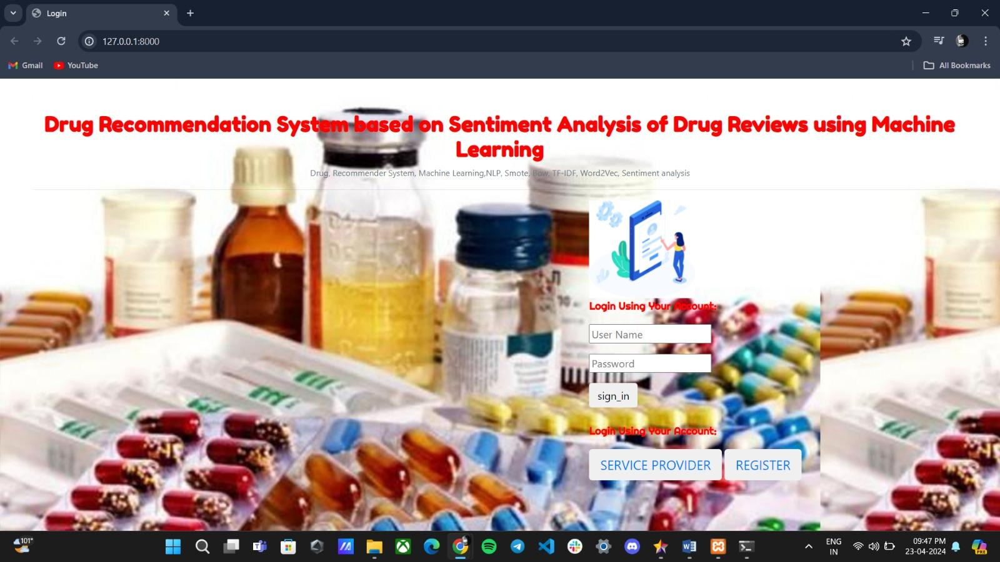 Login
127.0.0.1:8000
Gmail YouTube All Bookmarks
Drug Recommendation System based on Sentiment Analysis of Drug Reviews using Machine
Learning
Drug, Recommender System, Machine Learning,NLP, Smote, Bow, TF-IDF, Word2Vec, Sentiment analysis
Login Using Your Account:
User Name
Password
sign_in
Login Using Your Account:
SERVICE PROVIDER REGISTER
101°
ENG
IN
09:47 PM
23-04-2024
PRE